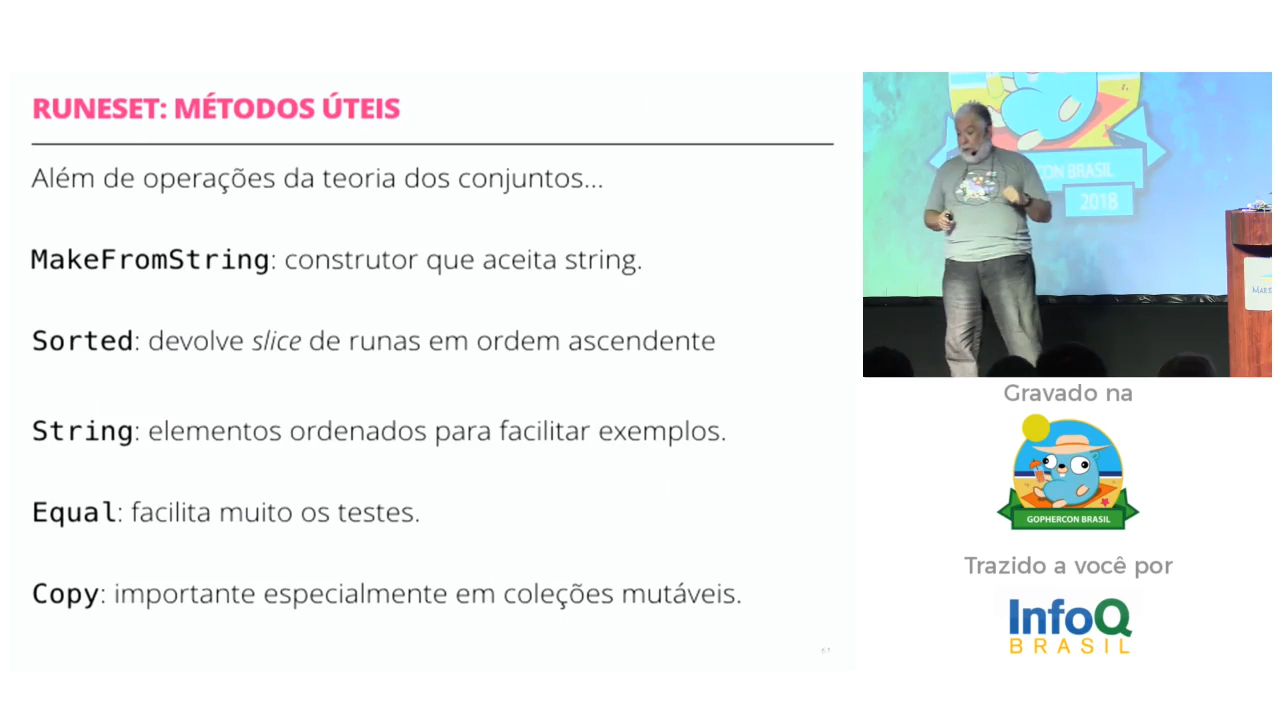 RUNESET: MÉTODOS ÚTEIS
Além de operações da teoria dos conjuntos...
MakeFromString: construtor que aceita string.
Sorted: devolve slice de runas em ordem ascendente
String: elementos ordenados para facilitar exemplos.
Equal: facilita muito os testes.
Copy: importante especialmente em coleções mutáveis.
CON BRASIL
2018
Gravado na
GOPHERCON BRASIL
Trazido a você por
InfoQ
BRASIL